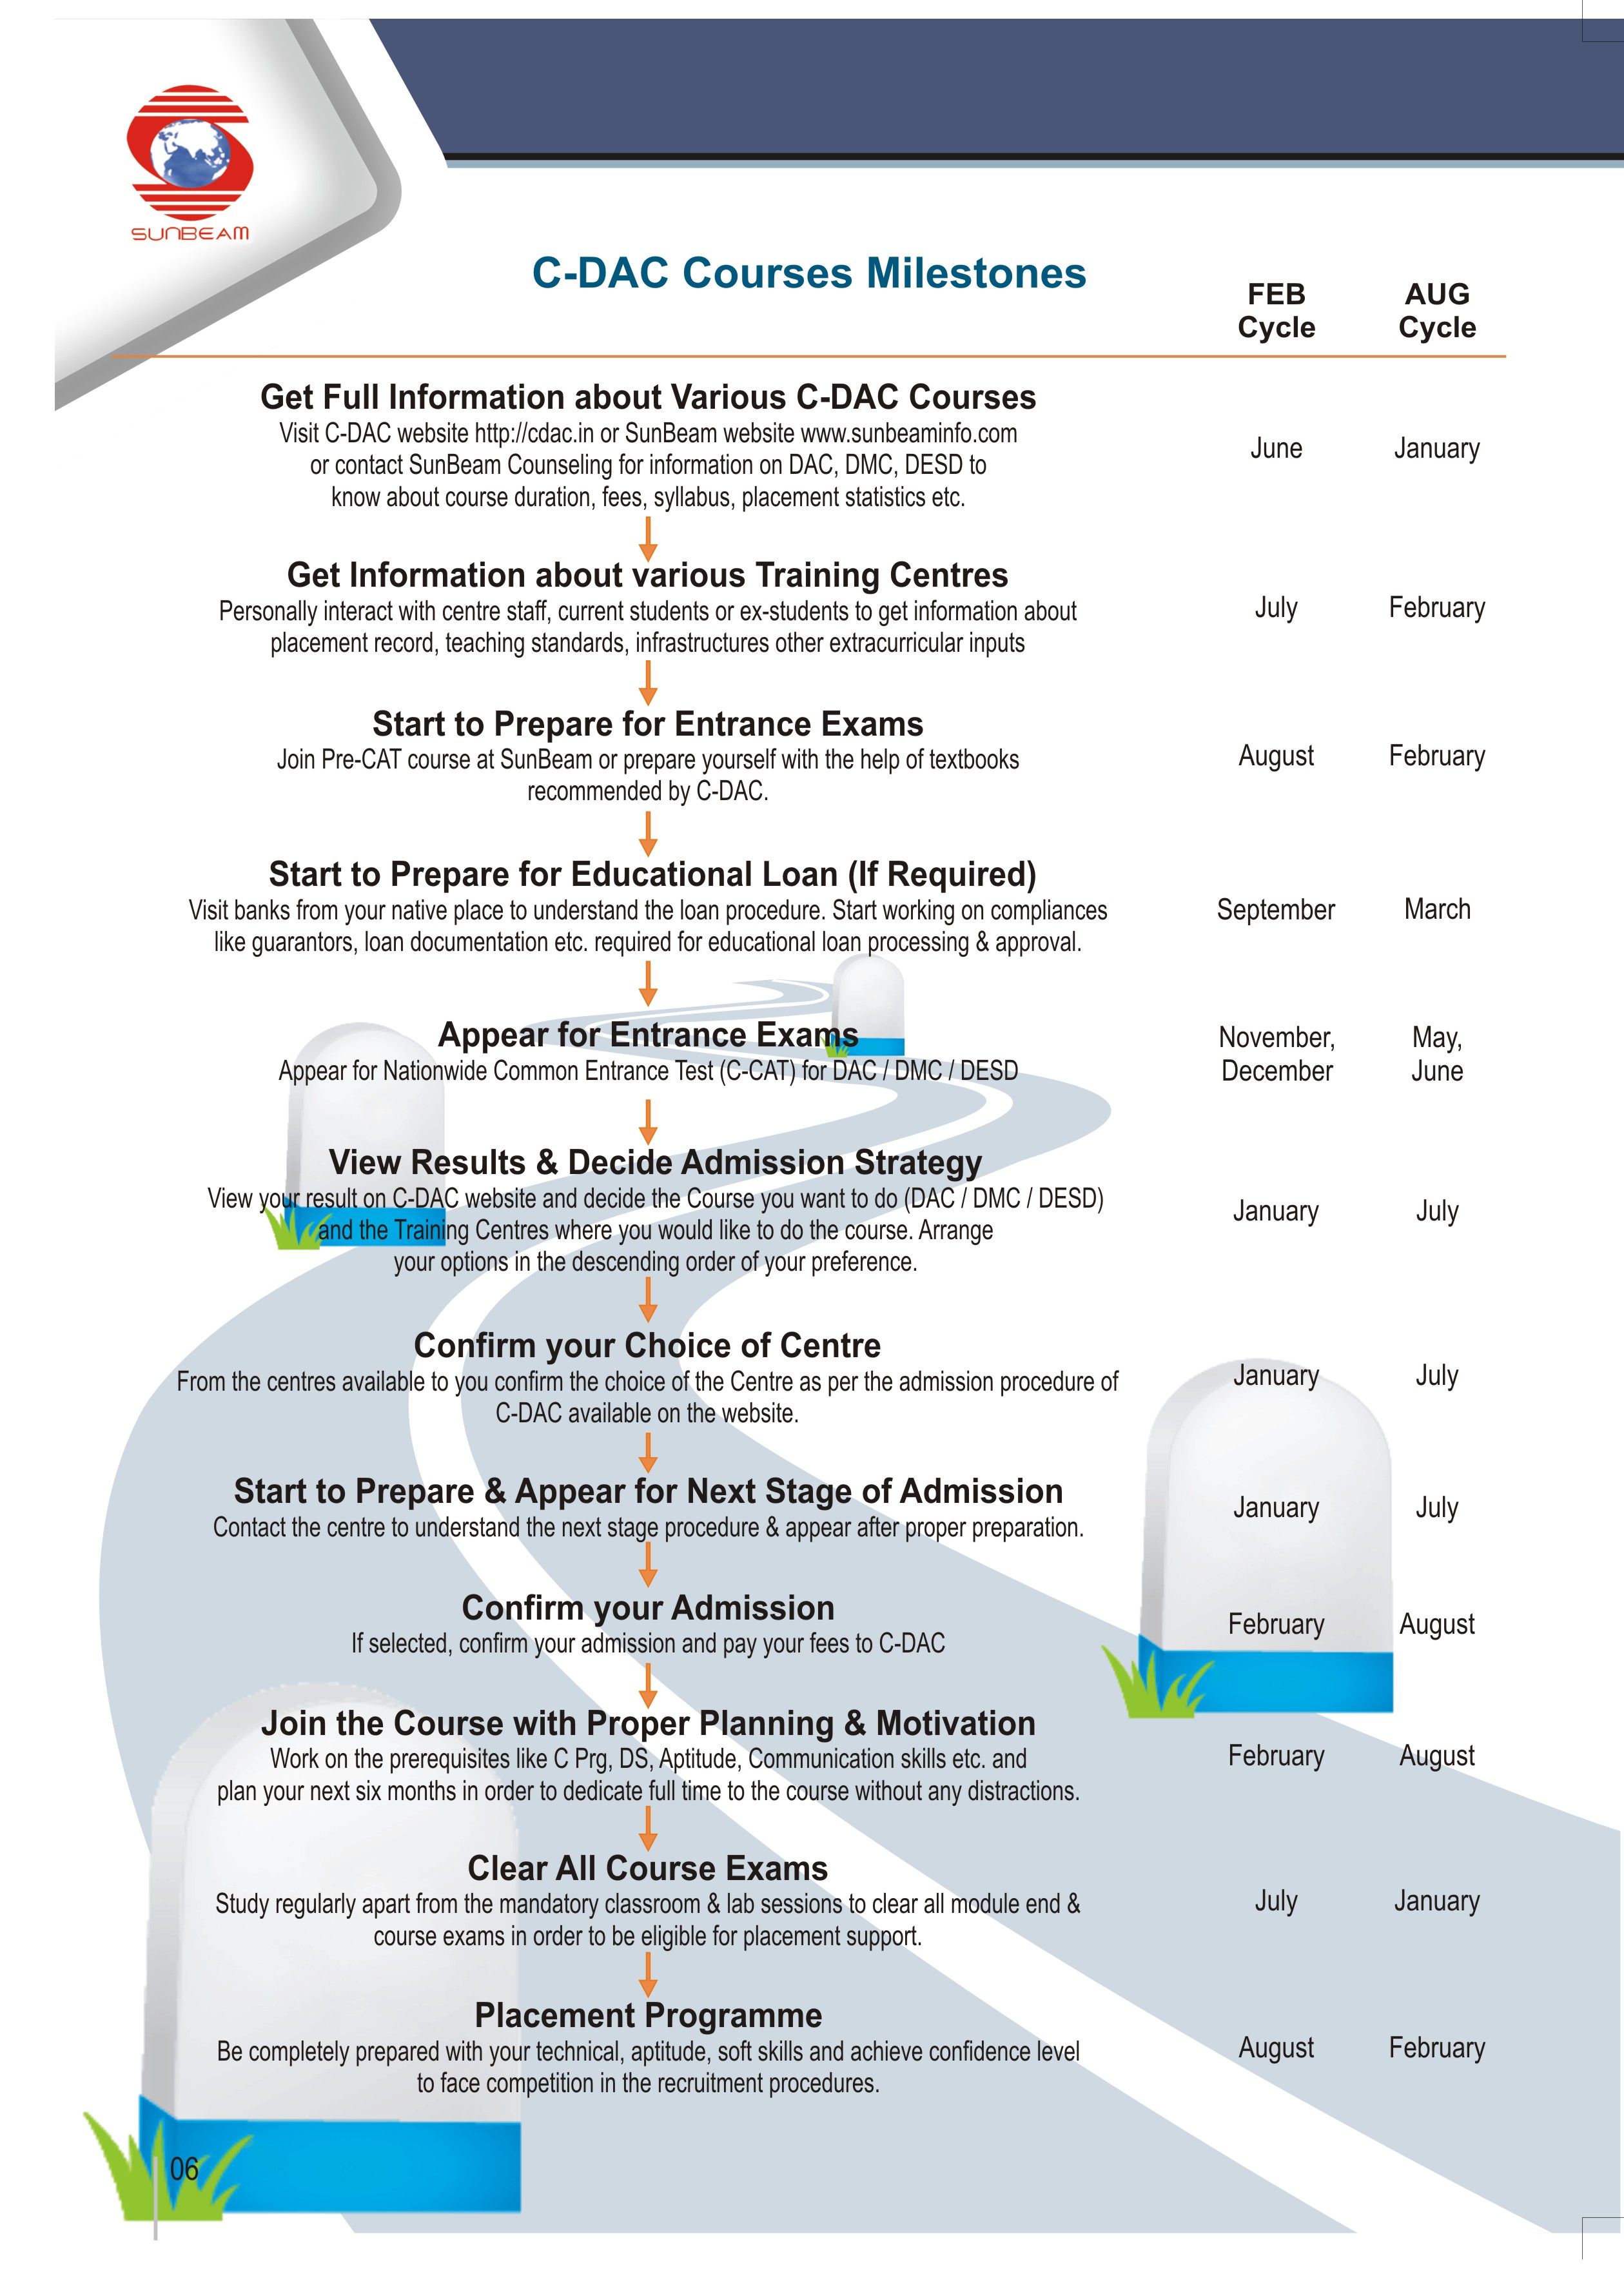 SUNBEAM
C-DAC Courses Milestones
FEB
Cycle
AUG
Cycle
Get Full Information about Various C-DAC Courses
Visit C-DAC website http://cdac.in or SunBeam website www.sunbeaminfo.com
or contact SunBeam Counseling for information on DAC, DMC, DESD to
know about course duration, fees, syllabus, placement statistics etc.
June
January
Get Information about various Training Centres
Personally interact with centre staff, current students or ex-students to get information about
placement record, teaching standards, infrastructures other extracurricular inputs
July
February
Start to Prepare for Entrance Exams
Join Pre-CAT course at SunBeam or prepare yourself with the help of textbooks
recommended by C-DAC.
August
February
Start to Prepare for Educational Loan (If Required)
Visit banks from your native place to understand the loan procedure. Start working on compliances
like guarantors, loan documentation etc. required for educational loan processing & approval.
September
March
Appear for Entrance Exams
Appear for Nationwide Common Entrance Test (C-CAT) for DAC / DMC / DESD
November,
December
May,
June
View Results & Decide Admission Strategy
View your result on C-DAC website and decide the Course you want to do (DAC / DMC / DESD)
and the Training Centres where you would like to do the course. Arrange
your options in the descending order of your preference.
January
July
Confirm your Choice of Centre
From the centres available to you confirm the choice of the Centre as per the admission procedure of
C-DAC available on the website.
January
July
Start to Prepare & Appear for Next Stage of Admission
Contact the centre to understand the next stage procedure & appear after proper preparation.
January
July
Confirm your Admission
If selected, confirm your admission and pay your fees to C-DAC
February
August
Join the Course with Proper Planning & Motivation
Work on the prerequisites like C Prg, DS, Aptitude, Communication skills etc. and
plan your next six months in order to dedicate full time to the course without any distractions.
February
August
Clear All Course Exams
Study regularly apart from the mandatory classroom & lab sessions to clear all module end &
course exams in order to be eligible for placement support.
July
January
Placement Programme
Be completely prepared with your technical, aptitude, soft skills and achieve confidence level
to face competition in the recruitment procedures.
August
February
06